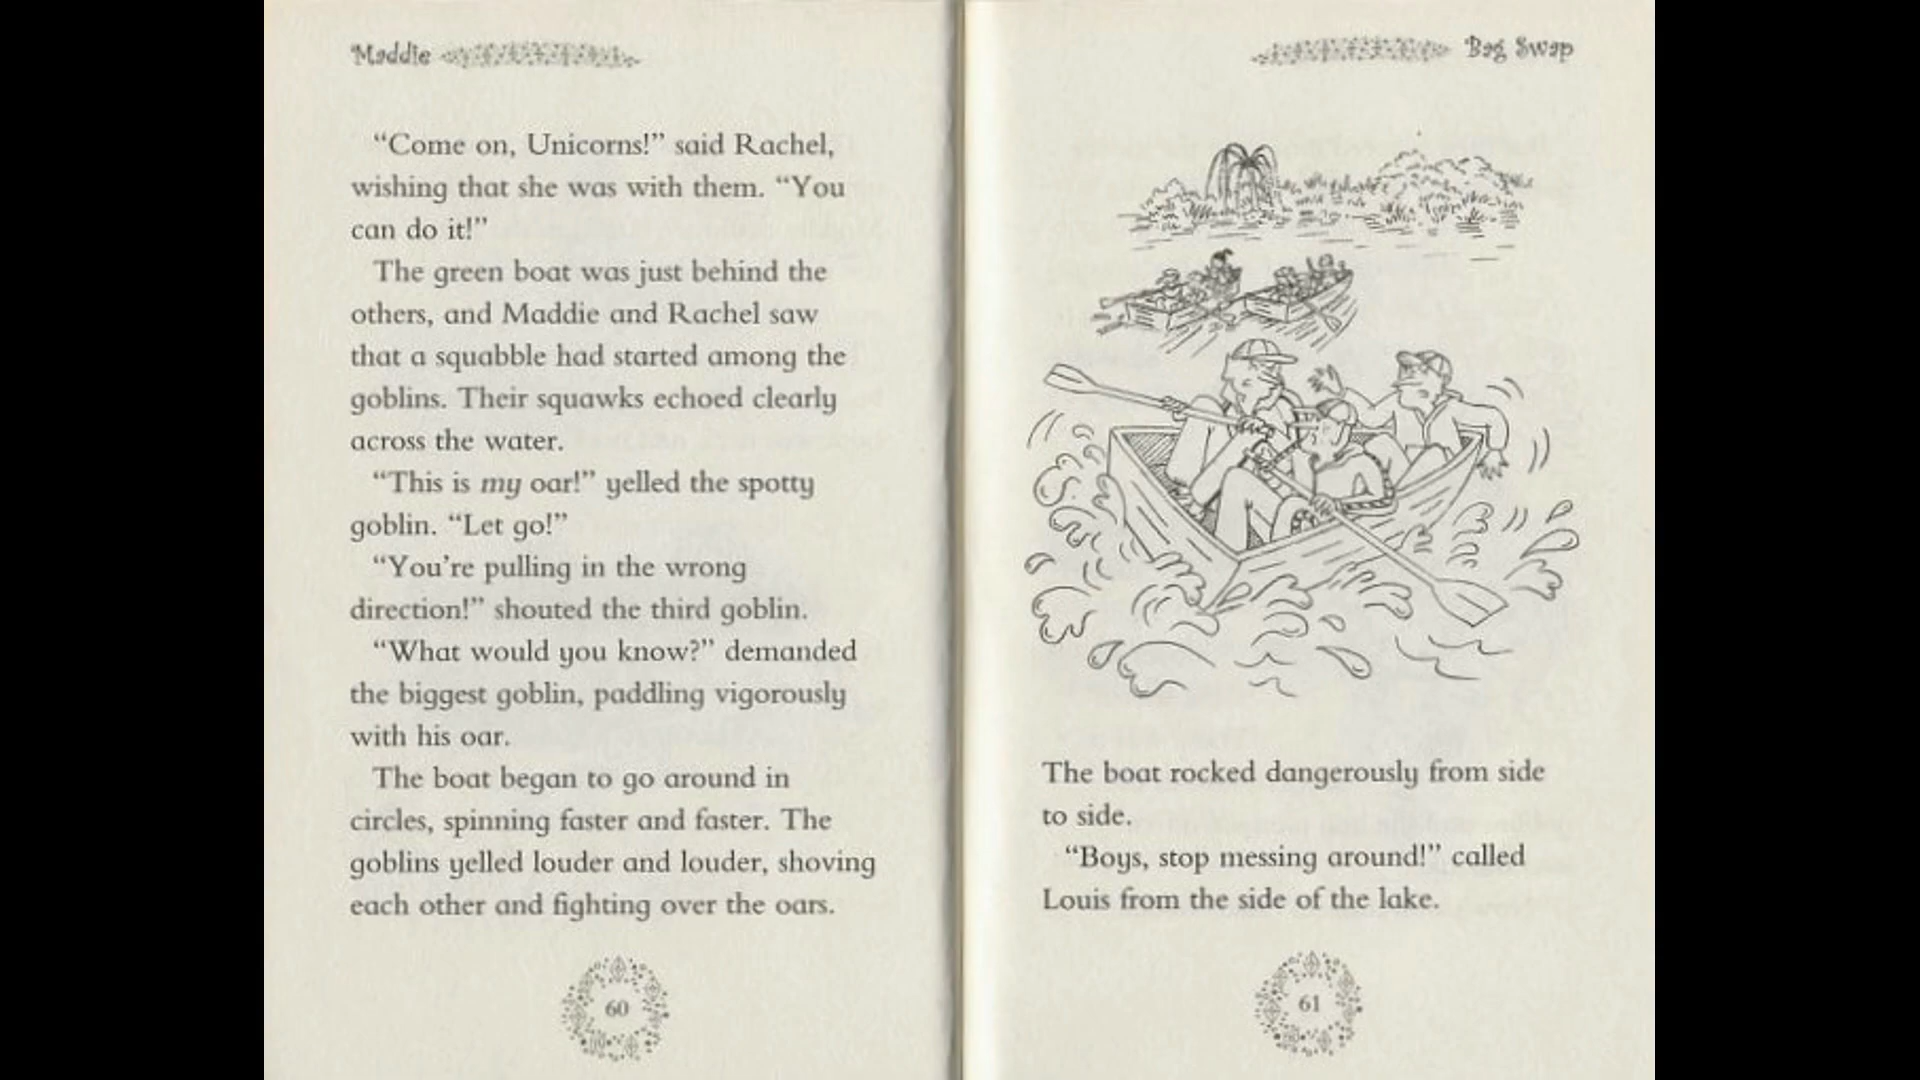 Maddie
“Come on, Unicorns!” said Rachel,
wishing that she was with them. “You
can do it!”
The green boat was just behind the
others, and Maddie and Rachel saw
that a squabble had started among the
goblins. Their squawks echoed clearly
across the water.
“This is my oar!” yelled the spotty
goblin. “Let go!”
“You’re pulling in the wrong
direction!” shouted the third goblin.
“What would you know?” demanded
the biggest goblin, paddling vigorously
with his oar.
The boat began to go around in
circles, spinning faster and faster. The
goblins yelled louder and louder, shoving
each other and fighting over the oars.
60
Bag Swap
The boat rocked dangerously from side
to side.
“Boys, stop messing around!” called
Louis from the side of the lake.
61